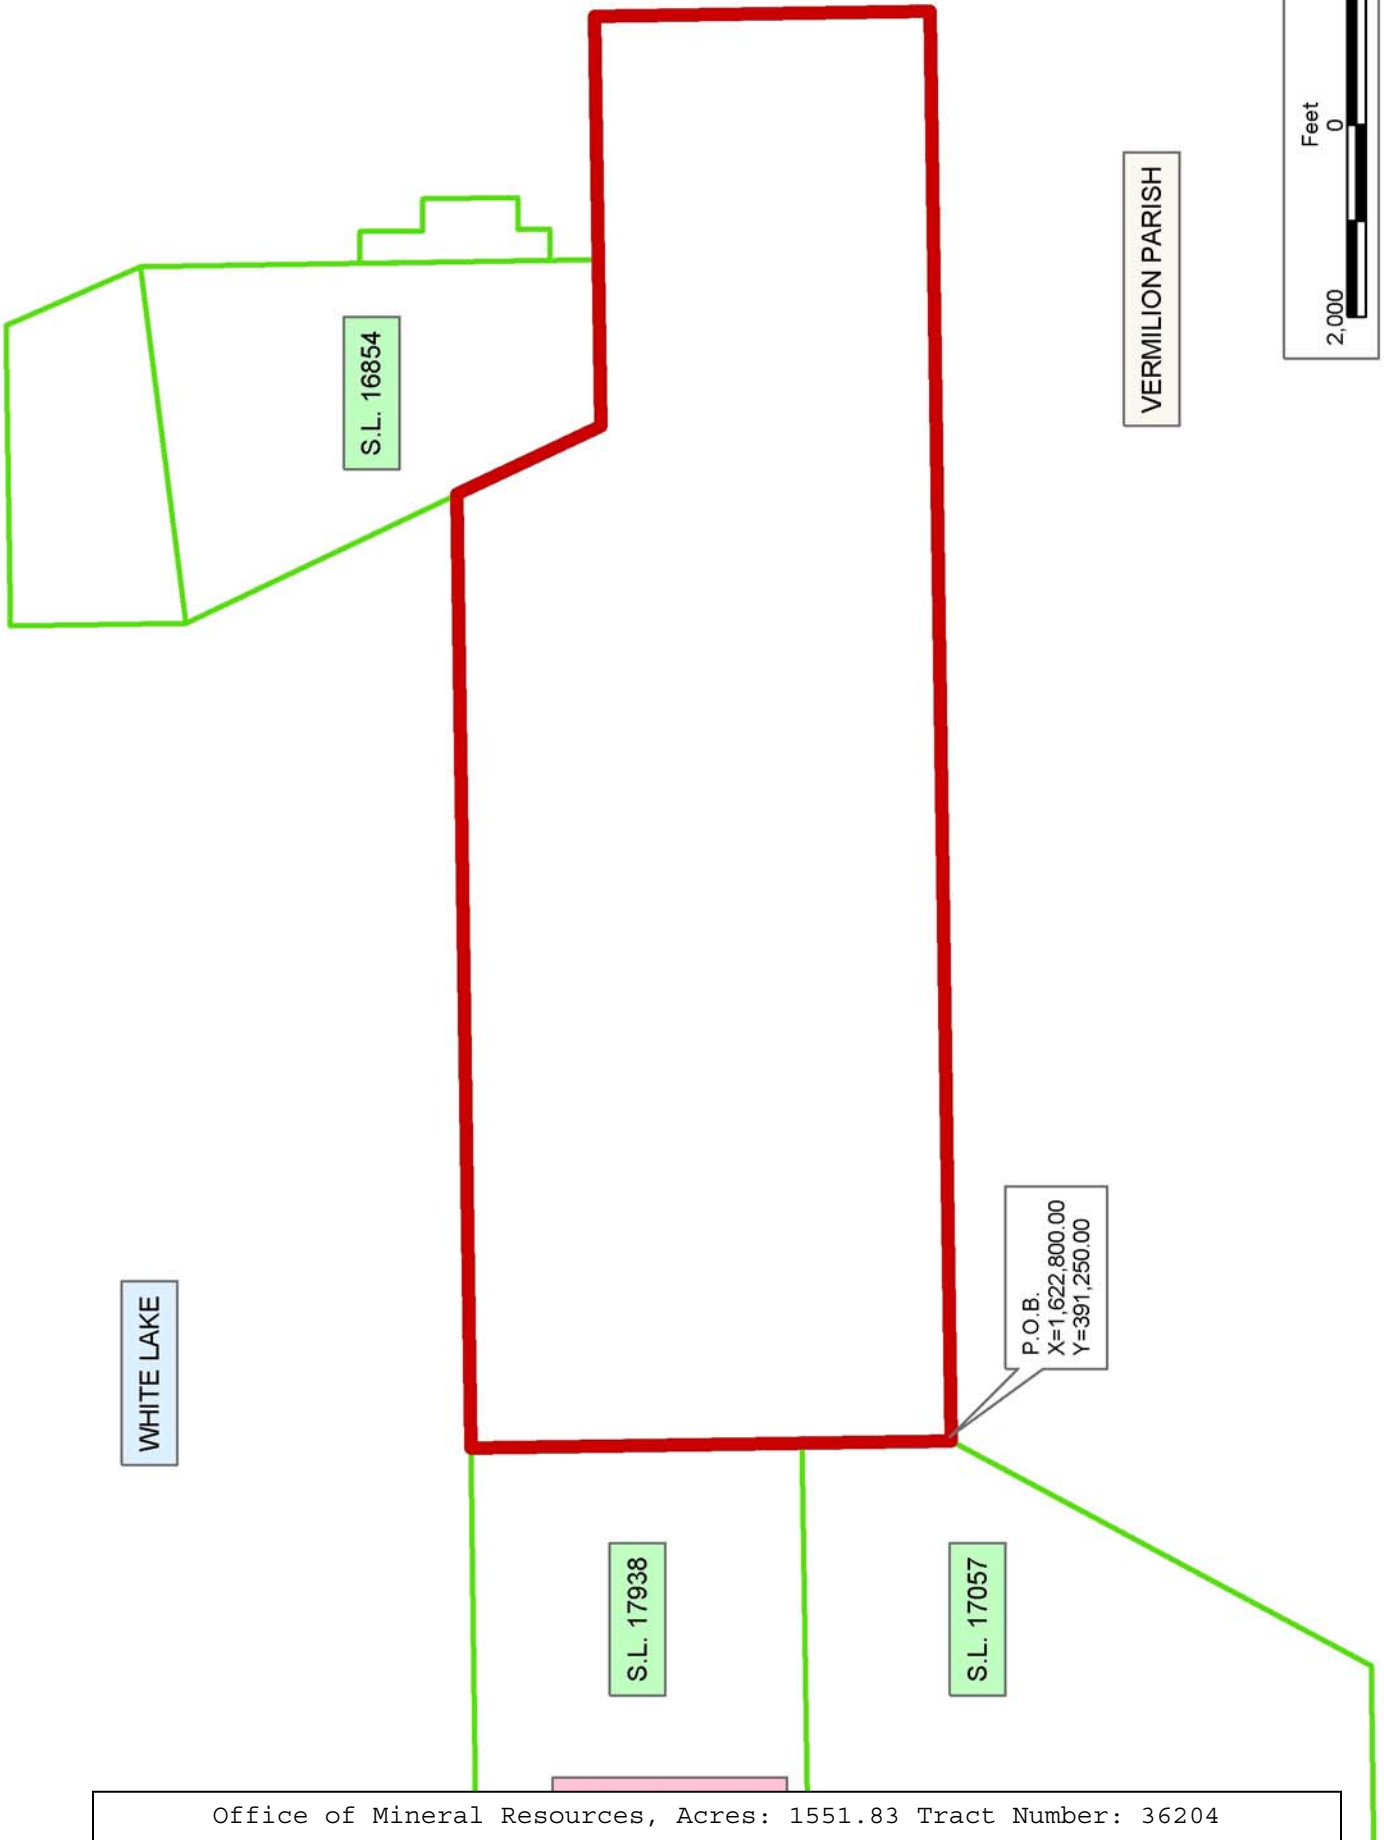 WHITE LAKE
S.L. 16854
S.L. 17938
S.L. 17057
P.O.B.
X=1,622,800.00
Y=391,250.00
VERMILION PARISH
Feet
2,000
0
Office of Mineral Resources, Acres: 1551.83 Tract Number: 36204